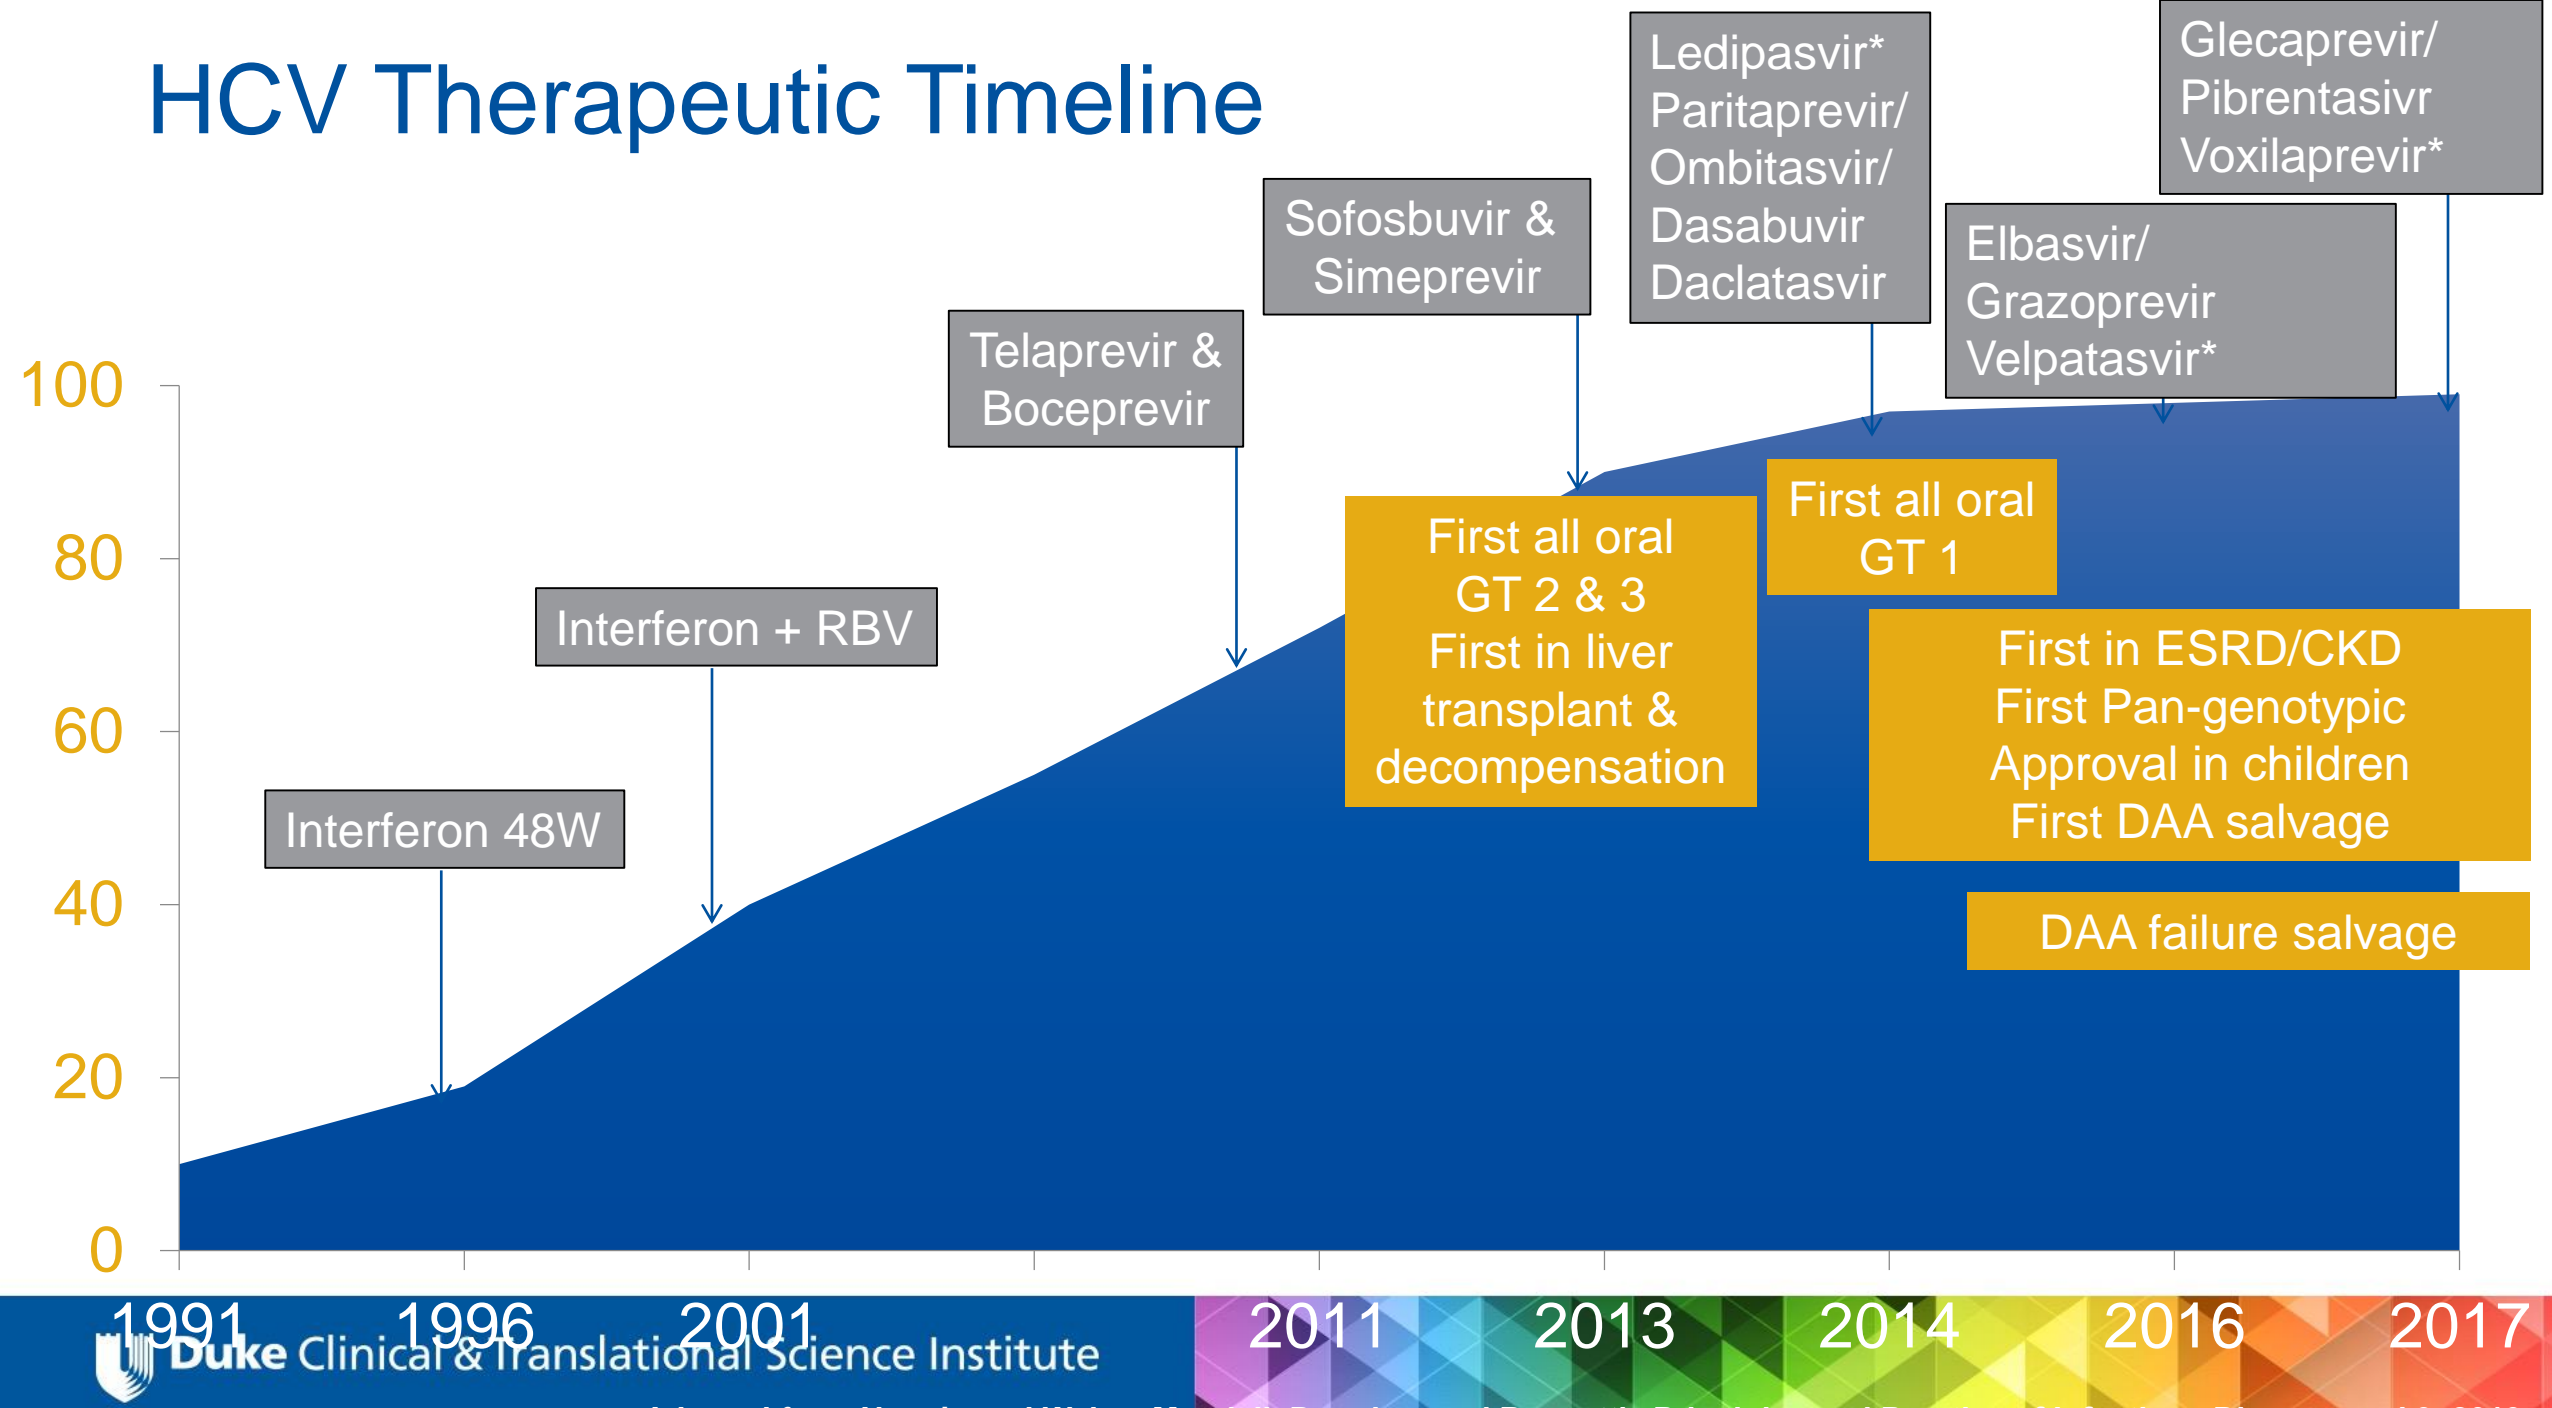 HCV Therapeutic Timeline
Ledipasvir*
Paritaprevir/
Ombitasvir/
Dasabuvir
Daclatasvir
Glecaprevir/
Pibrentasivr
Voxilaprevir*
Sofosbuvir &
Simeprevir
Elbasvir/
Grazoprevir
Velpatasvir*
Telaprevir &
Boceprevir
Interferon + RBV
Interferon 48W
First all oral
GT 2 & 3
First in liver
transplant &
decompensation
First all oral
GT 1
First in ESRD/CKD
First Pan-genotypic
Approval in children
First DAA salvage
DAA failure salvage
100
80
60
40
20
0
1991 1996 2001 2011 2013 2014 2016 2017
Duke Clinical & Translational Science Institute